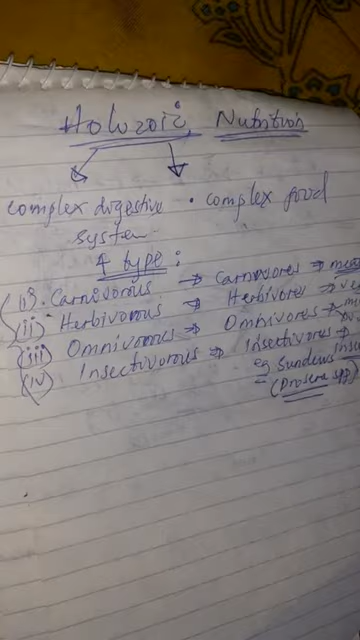 Holozoic Nutrition
complex digestive system
• complex food
4 type:
(i). Carnivorous → Carnivores →
(ii) Herbivorous → Herbivores →
(iii) Omnivorous → Omnivores →
(iv) Insectivorous → Insectivores →
eg Sundews
(Drosera spp)